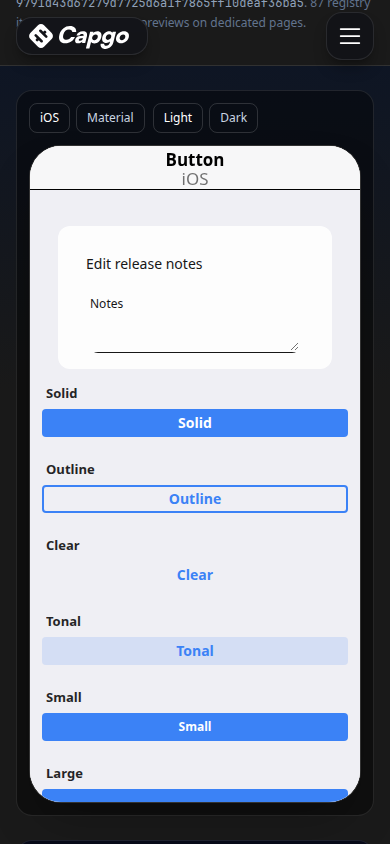 9791d43d67279d7725d6a1f7865ff10deaf36ba5. 87 registry
previews on dedicated pages.
Capgo
iOS
Material
Light
Dark
Button
iOS
Edit release notes
Notes
Solid
Solid
Outline
Outline
Clear
Clear
Tonal
Tonal
Small
Small
Large